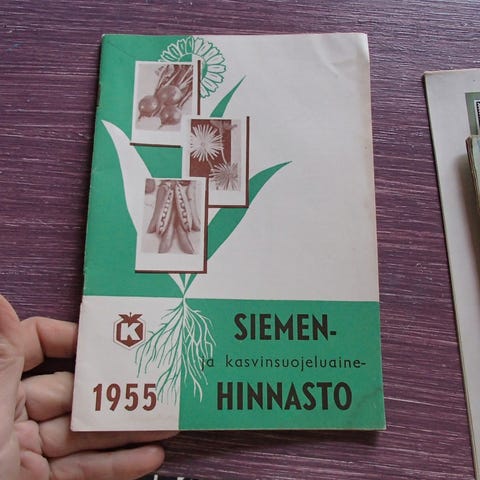 K
SIEMEN-
ja kasvinsuojeluaine-
1955 HINNASTO